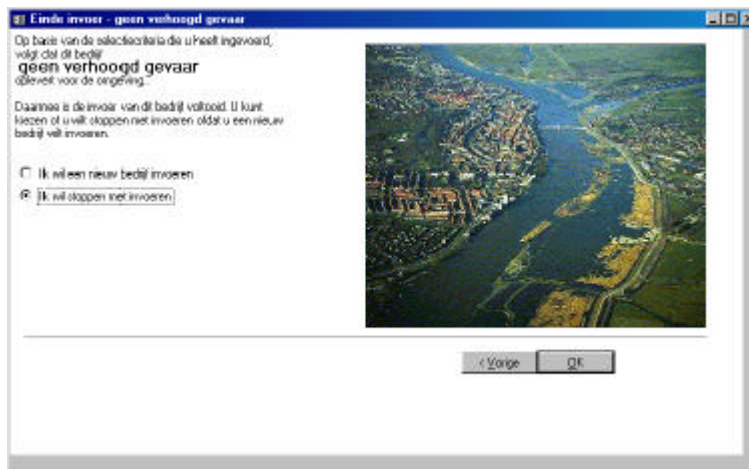 Einde invoer - geen verhoogd gevaar
Op basis van de selectiecriteria die u heeft ingevoerd,
volgt dat dit bedrijf
geen verhoogd gevaar
oplevert voor de omgeving..
Daarmee is de invoer van dit bedrijf voltooid. U kunt
kiezen of u wilt stoppen met invoeren of dat u een nieuw
bedrijf wilt invoeren.
Ik wil een nieuw bedrijf invoeren
Ik wil stoppen met invoeren
< Vorige
OK